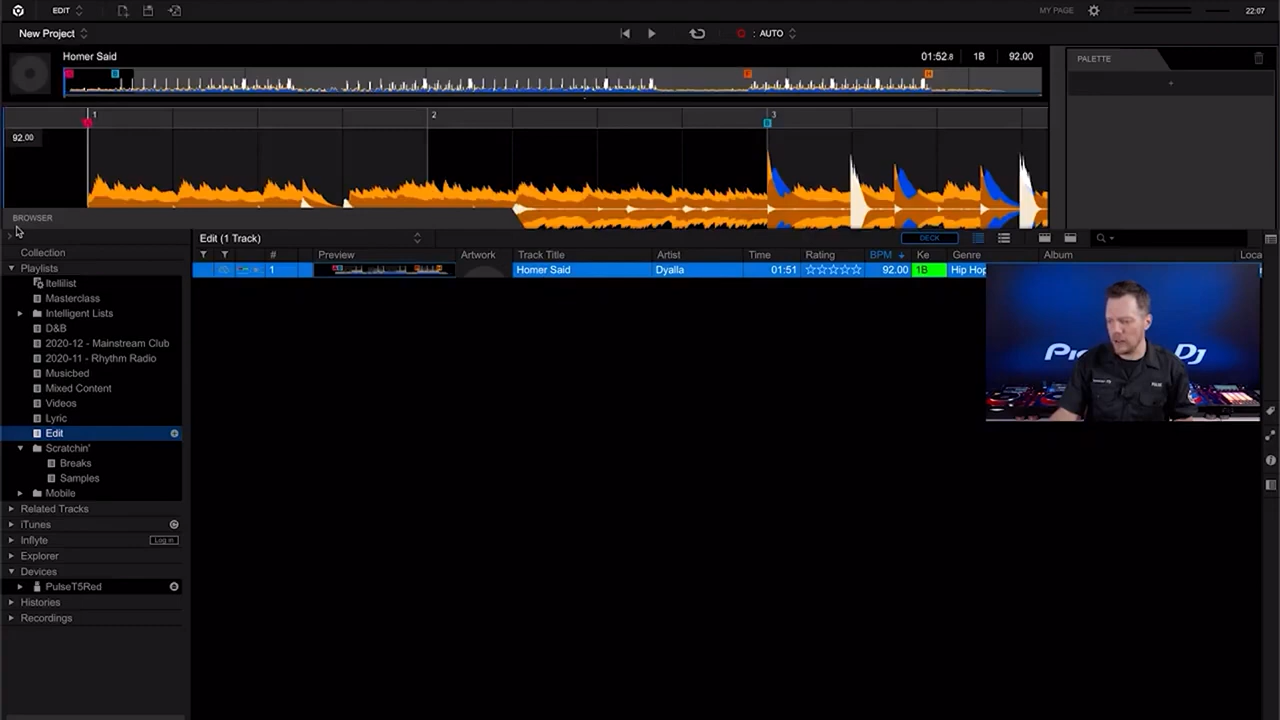 EDIT
MY PAGE
22:07
New Project
: AUTO
Homer Said
01:52.8
1B
92.00
PALETTE
F
H
+
1
2
3
92.00
BROWSER
Edit (1 Track)
DECK
Collection
# Preview Artwork Track Title Artist Time Rating BPM Ke Genre Album Loca
1 Homer Said Dyalla 01:51 92.00 1B Hip Hop
Playlists
Itellilist
Masterclass
Intelligent Lists
D&B
2020-12 - Mainstream Club
2020-11 - Rhythm Radio
Musicbed
Mixed Content
Videos
Lyric
Edit
Scratchin'
Breaks
Samples
Mobile
Related Tracks
iTunes
Inflyte
Log in
Explorer
Devices
PulseT5Red
Histories
Recordings